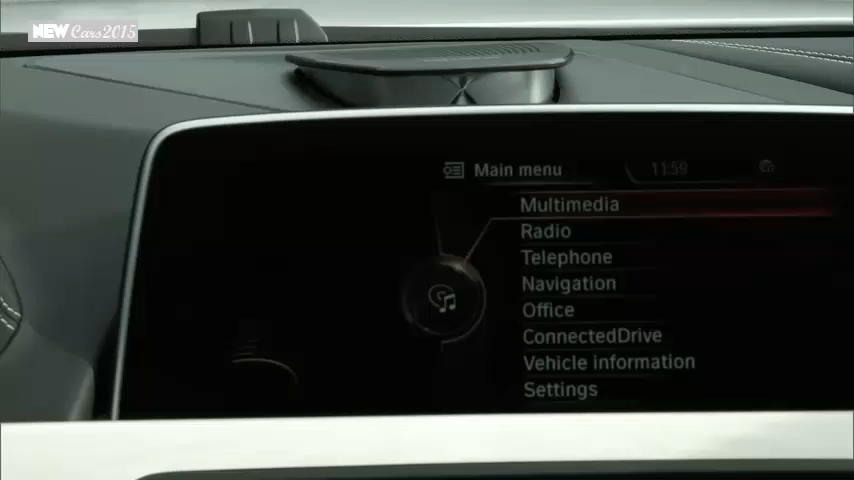 NEW Cars2015
Main menu
11:59
Multimedia
Radio
Telephone
Navigation
Office
ConnectedDrive
Vehicle information
Settings